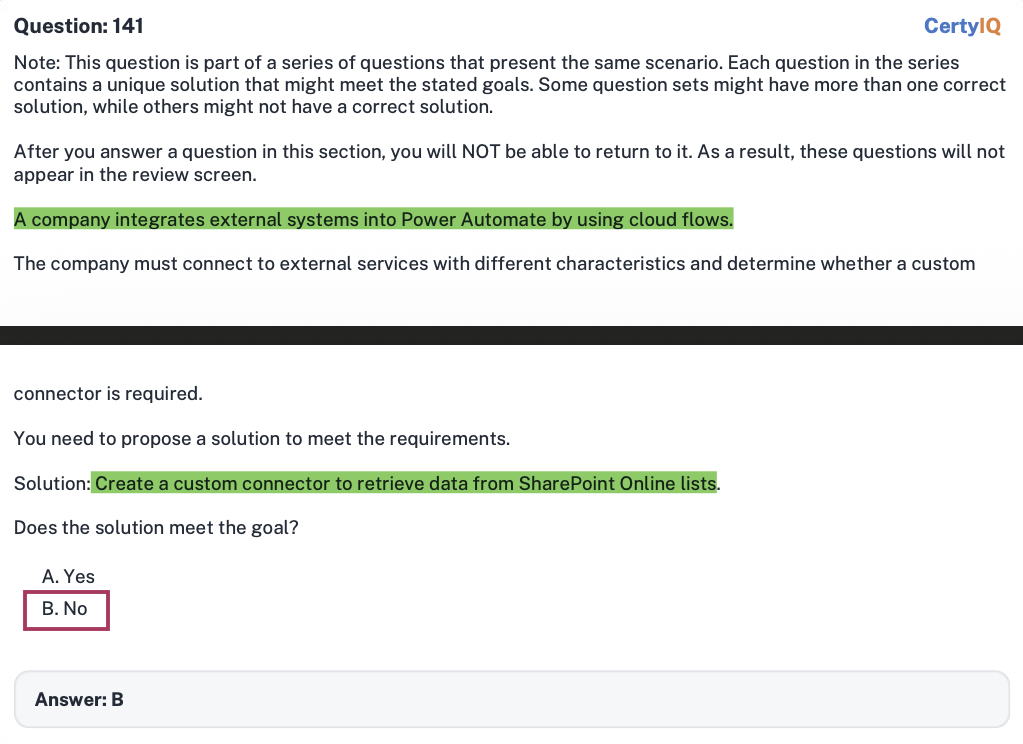 Question: 141
CertyIQ
Note: This question is part of a series of questions that present the same scenario. Each question in the series
contains a unique solution that might meet the stated goals. Some question sets might have more than one correct
solution, while others might not have a correct solution.
After you answer a question in this section, you will NOT be able to return to it. As a result, these questions will not
appear in the review screen.
A company integrates external systems into Power Automate by using cloud flows.
The company must connect to external services with different characteristics and determine whether a custom
connector is required.
You need to propose a solution to meet the requirements.
Solution: Create a custom connector to retrieve data from SharePoint Online lists.
Does the solution meet the goal?
A. Yes
B. No
Answer: B